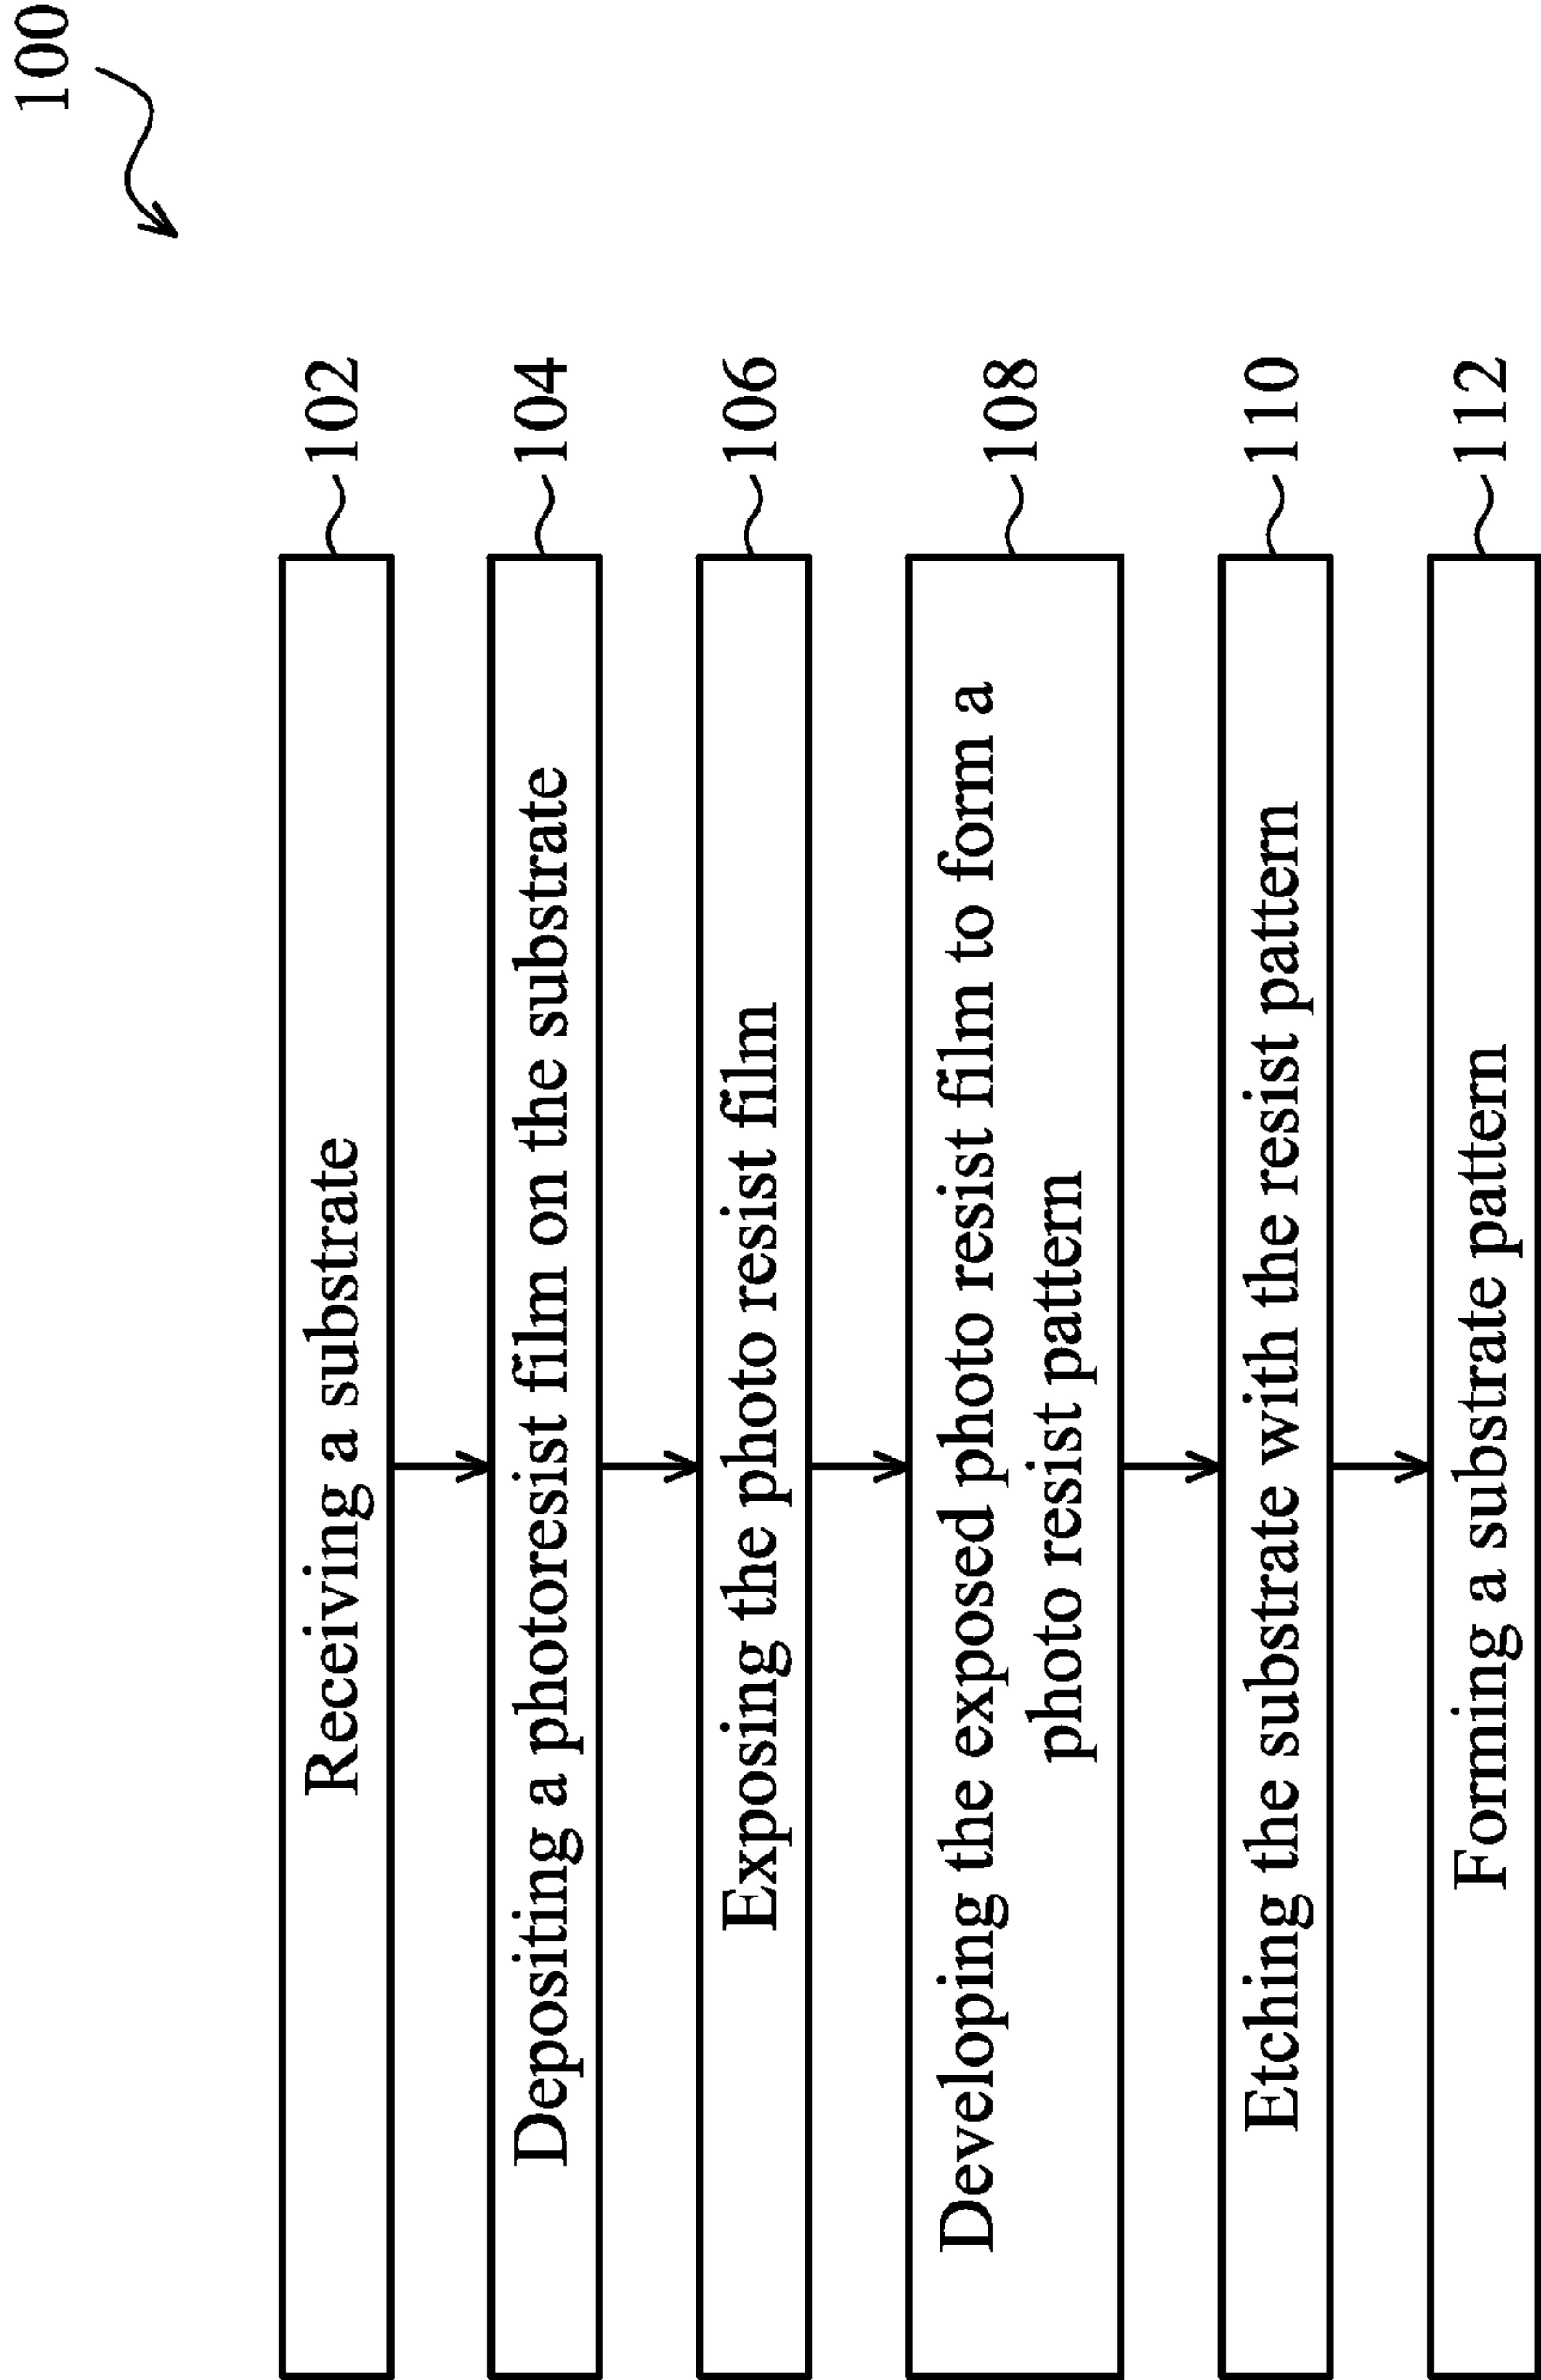 100
Receiving a substrate
102
Depositing a photoresist film on the substrate
104
Exposing the photo resist film
106
Developing the exposed photo resist film to form a
photo resist pattern
108
Etching the substrate with the resist pattern
110
Forming a substrate pattern
112